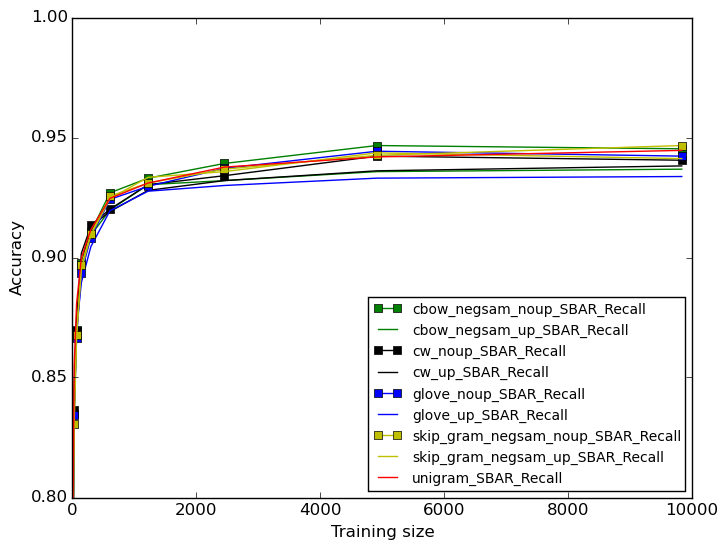 1.00
0.95
0.90
0.85
0.80
Accuracy
cbow_negsam_noup_SBAR_Recall
cbow_negsam_up_SBAR_Recall
cw_noup_SBAR_Recall
cw_up_SBAR_Recall
glove_noup_SBAR_Recall
glove_up_SBAR_Recall
skip_gram_negsam_noup_SBAR_Recall
skip_gram_negsam_up_SBAR_Recall
unigram_SBAR_Recall
0 2000 4000 6000 8000 10000
Training size